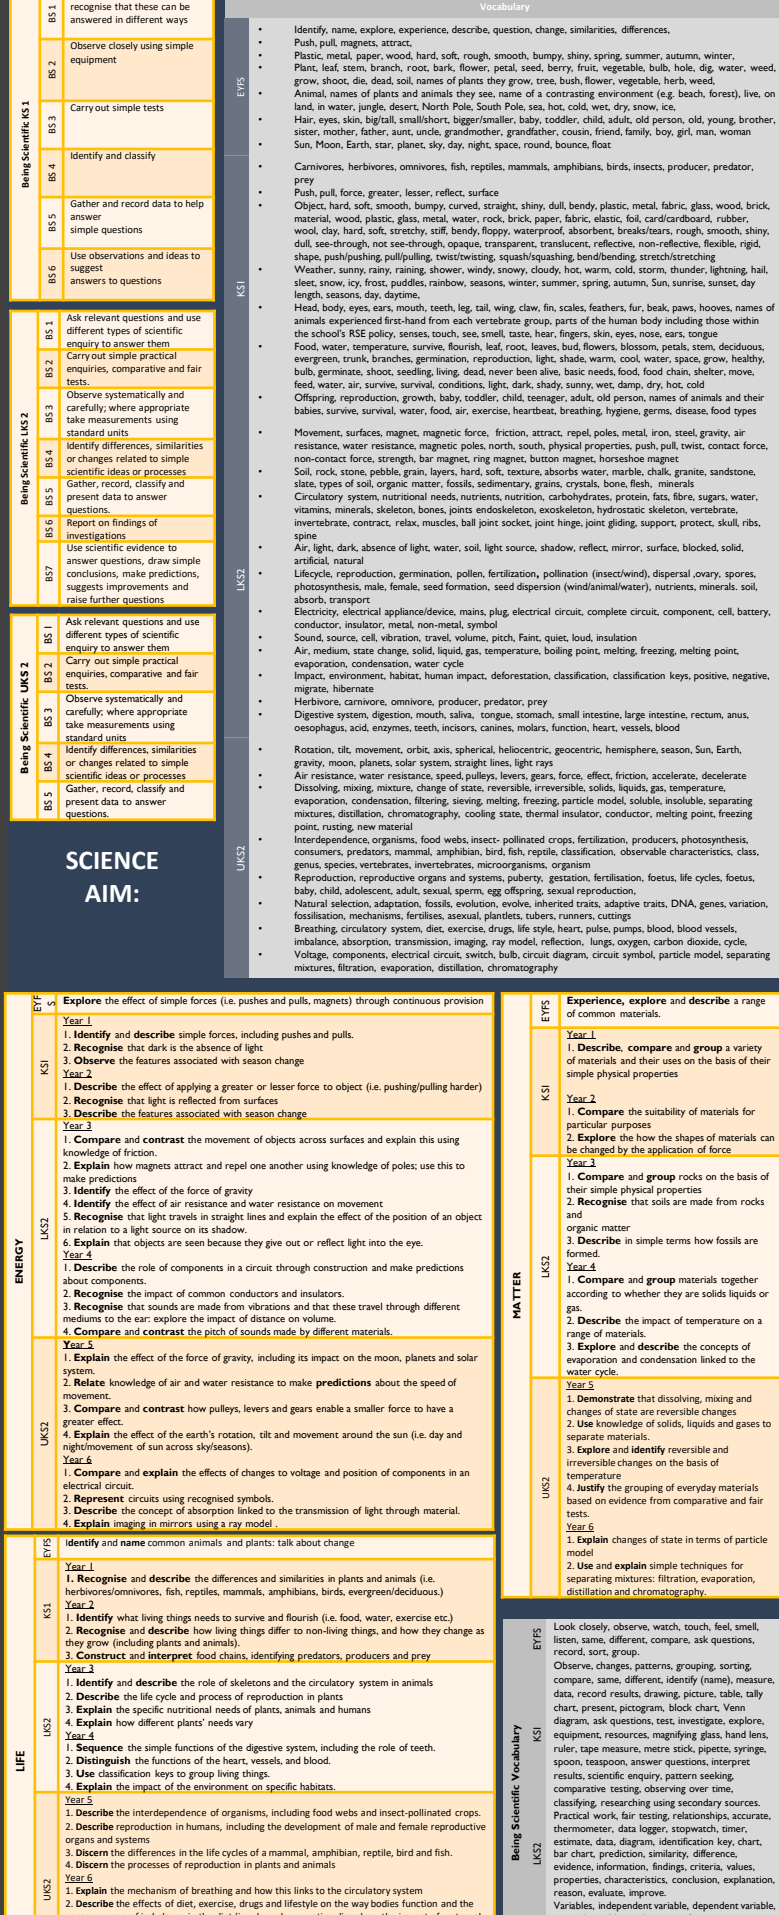 Being Scientific KS 1
BS 1
recognise that these can be
answered in different ways
BS 2
Observe closely using simple
equipment
BS 3
Carry out simple tests
BS 4
Identify and classify
BS 5
Gather and record data to help
answer
simple questions
BS 6
Use observations and ideas to
suggest
answers to questions
Being Scientific LKS 2
BS 1
Ask relevant questions and use
different types of scientific
enquiry to answer them
BS 2
Carry out simple practical
enquiries, comparative and fair
tests.
BS 3
Observe systematically and
carefully; where appropriate
take measurements using
standard units
BS 4
Identify differences, similarities
or changes related to simple
scientific ideas or processes
BS 5
Gather, record, classify and
present data to answer
questions.
BS 6
Report on findings of
investigations
BS7
Use scientific evidence to
answer questions, draw simple
conclusions, make predictions,
suggests improvements and
raise further questions
Being Scientific UKS 2
BS 1
Ask relevant questions and use
different types of scientific
enquiry to answer them
BS 2
Carry out simple practical
enquiries, comparative and fair
tests.
BS 3
Observe systematically and
carefully; where appropriate
take measurements using
standard units
BS 4
Identify differences, similarities
or changes related to simple
scientific ideas or processes
BS 5
Gather, record, classify and
present data to answer
questions.
SCIENCE
AIM:
Vocabulary
EYFS
• Identify, name, explore, experience, describe, question, change, similarities, differences,
• Push, pull, magnets, attract,
• Plastic, metal, paper, wood, hard, soft, rough, smooth, bumpy, shiny, spring, summer, autumn, winter,
• Plant, leaf, stem, branch, root, bark, flower, petal, seed, berry, fruit, vegetable, bulb, hole, dig, water, weed,
grow, shoot, die, dead, soil, names of plants they grow, tree, bush, flower, vegetable, herb, weed,
• Animal, names of animals and animals they see, name of a contrasting environment (e.g. beach, forest), live, on
land, in water, jungle, desert, North Pole, South Pole, sea, hot, cold, wet, dry, snow, ice,
• Hair, eyes, skin, big/tall, small/short, bigger/smaller, baby, toddler, child, adult, old person, old, young, brother,
sister, mother, father, aunt, uncle, grandmother, grandfather, cousin, friend, family, boy, girl, man, woman
• Sun, Moon, Earth, star, planet, sky, day, night, space, round, bounce, float
KS1
• Carnivores, herbivores, omnivores, fish, reptiles, mammals, amphibians, birds, insects, producer, predator,
prey
• Push, pull, force, greater, lesser, reflect, surface
• Object, hard, soft, smooth, bumpy, curved, straight, shiny, dull, bendy, plastic, metal, fabric, glass, wood, brick,
material, wood, plastic, glass, metal, water, rock, brick, paper, fabric, elastic, foil, card/cardboard, rubber,
wool, clay, hard, soft, stretchy, stiff, bendy, floppy, waterproof, absorbent, breaks/tears, rough, smooth, shiny,
dull, see-through, not see-through, opaque, transparent, translucent, reflective, non-reflective, flexible, rigid,
shape, push/pushing, pull/pulling, twist/twisting, squash/squashing, bend/bending, stretch/stretching
• Weather, sunny, rainy, raining, shower, windy, snowy, cloudy, hot, warm, cold, storm, thunder, lightning, hail,
sleet, snow, icy, frost, puddles, rainbow, seasons, winter, summer, spring, autumn, Sun, sunrise, sunset, day
length, seasons, day, daytime,
• Head, body, eyes, ears, mouth, teeth, leg, tail, wing, claw, fin, scales, feathers, fur, beak, paws, hooves, names of
animals experienced first-hand from each vertebrate group, parts of the human body including those within
the school's RSE policy, senses, touch, see, smell, taste, hear, fingers, skin, eyes, nose, ears, tongue
• Food, water, temperature, survive, flourish, leaf, root, leaves, bud, flowers, blossom, petals, stem, deciduous,
evergreen, trunk, branches, germination, reproduction, light, shade, warm, cool, water, space, grow, healthy,
bulb, germinate, shoot, seedling, living, dead, never been alive, basic needs, food, food chain, shelter, move,
feed, water, air, survive, survival, conditions, light, dark, shady, sunny, wet, damp, dry, hot, cold
• Offspring, reproduction, growth, baby, toddler, child, teenager, adult, old person, names of animals and their
babies, survive, survival, water, food, air, exercise, heartbeat, breathing, hygiene, germs, disease, food types
LKS2
• Movement, surfaces, magnet, magnetic force, friction, attract, repel, poles, metal, iron, steel, gravity, air
resistance, water resistance, magnetic poles, north, south, physical properties, push, pull, twist, contact force,
non-contact force, strength, bar magnet, ring magnet, button magnet, horseshoe magnet
• Soil, rock, stone, pebble, grain, layers, hard, soft, texture, absorbs water, marble, chalk, granite, sandstone,
slate, types of soil, organic matter, fossils, sedimentary, grains, crystals, bone, flesh, minerals
• Circulatory system, nutritional needs, nutrients, nutrition, carbohydrates, protein, fats, fibre, sugars, water,
vitamins, minerals, skeleton, bones, joints endoskeleton, exoskeleton, hydrostatic skeleton, vertebrate,
invertebrate, contract, relax, muscles, ball joint socket, joint hinge, joint gliding, support, protect, skull, ribs,
spine
• Air, light, dark, absence of light, water, soil, light source, shadow, reflect, mirror, surface, blocked, solid,
artificial, natural
• Lifecycle, reproduction, germination, pollen, fertilization, pollination (insect/wind), dispersal ,ovary, spores,
photosynthesis, male, female, seed formation, seed dispersion (wind/animal/water), nutrients, minerals. soil,
absorb, transport
• Electricity, electrical appliance/device, mains, plug, electrical circuit, complete circuit, component, cell, battery,
conductor, insulator, metal, non-metal, symbol
• Sound, source, cell, vibration, travel, volume, pitch, Faint, quiet, loud, insulation
• Air, medium, state change, solid, liquid, gas, temperature, boiling point, melting, freezing, melting point,
evaporation, condensation, water cycle
• Impact, environment, habitat, human impact, deforestation, classification, classification keys, positive, negative,
migrate, hibernate
• Herbivore, carnivore, omnivore, producer, predator, prey
• Digestive system, digestion, mouth, saliva, tongue, stomach, small intestine, large intestine, rectum, anus,
oesophagus, acid, enzymes, teeth, incisors, canines, molars, function, heart, vessels, blood
UKS2
• Rotation, tilt, movement, orbit, axis, spherical, heliocentric, geocentric, hemisphere, season, Sun, Earth,
gravity, moon, planets, solar system, straight lines, light rays
• Air resistance, water resistance, speed, pulleys, levers, gears, force, effect, friction, accelerate, decelerate
• Dissolving, mixing, mixture, change of state, reversible, irreversible, solids, liquids, gas, temperature,
evaporation, condensation, filtering, sieving, melting, freezing, particle model, soluble, insoluble, separating
mixtures, distillation, chromatography, cooling state, thermal insulator, conductor, melting point, freezing
point, rusting, new material
• Interdependence, organisms, food webs, insect- pollinated crops, fertilization, producers, photosynthesis,
consumers, predators, mammal, amphibian, bird, fish, reptile, classification, observable characteristics, class,
genus, species, vertebrates, invertebrates, microorganisms, organism
• Reproduction, reproductive organs and systems, puberty, gestation, fertilisation, foetus, life cycles, foetus,
baby, child, adolescent, adult, sexual, sperm, egg offspring, sexual reproduction,
• Natural selection, adaptation, fossils, evolution, evolve, inherited traits, adaptive traits, DNA, genes, variation,
fossilisation, mechanisms, fertilises, asexual, plantlets, tubers, runners, cuttings
• Breathing, circulatory system, diet, exercise, drugs, life style, heart, pulse, pumps, blood, blood vessels,
imbalance, absorption, transmission, imaging, ray model, reflection, lungs, oxygen, carbon dioxide, cycle,
• Voltage, components, electrical circuit, switch, bulb, circuit diagram, circuit symbol, particle model, separating
mixtures, filtration, evaporation, distillation, chromatography
ENERGY
EYFS
Explore the effect of simple forces (i.e. pushes and pulls, magnets) through continuous provision
KS1
Year 1
1. Identify and describe simple forces, including pushes and pulls.
2. Recognise that dark is the absence of light
3. Observe the features associated with season change
Year 2
1. Describe the effect of applying a greater or lesser force to object (i.e. pushing/pulling harder)
2. Recognise that light is reflected from surfaces
3. Describe the features associated with season change
LKS2
Year 3
1. Compare and contrast the movement of objects across surfaces and explain this using
knowledge of friction.
2. Explain how magnets attract and repel one another using knowledge of poles; use this to
make predictions
3. Identify the effect of the force of gravity
4. Identify the effect of air resistance and water resistance on movement
5. Recognise that light travels in straight lines and explain the effect of the position of an object
in relation to a light source on its shadow.
6. Explain that objects are seen because they give out or reflect light into the eye.
Year 4
1. Describe the role of components in a circuit through construction and make predictions
about components.
2. Recognise the impact of common conductors and insulators.
3. Recognise that sounds are made from vibrations and that these travel through different
mediums to the ear: explore the impact of distance on volume.
4. Compare and contrast the pitch of sounds made by different materials.
UKS2
Year 5
1. Explain the effect of the force of gravity, including its impact on the moon, planets and solar
system.
2. Relate knowledge of air and water resistance to make predictions about the speed of
movement.
3. Compare and contrast how pulleys, levers and gears enable a smaller force to have a
greater effect.
4. Explain the effect of the earth's rotation, tilt and movement around the sun (i.e. day and
night/movement of sun across sky/seasons).
Year 6
1. Compare and explain the effects of changes to voltage and position of components in an
electrical circuit.
2. Represent circuits using recognised symbols.
3. Describe the concept of absorption linked to the transmission of light through material.
4. Explain imaging in mirrors using a ray model .
LIFE
EYFS
Identify and name common animals and plants: talk about change
KS1
Year 1
1. Recognise and describe the differences and similarities in plants and animals (i.e.
herbivores/omnivores, fish, reptiles, mammals, amphibians, birds, evergreen/deciduous.)
Year 2
1. Identify what living things needs to survive and flourish (i.e. food, water, exercise etc.)
2. Recognise and describe how living things differ to non-living things, and how they change as
they grow (including plants and animals).
3. Construct and interpret food chains, identifying predators, producers and prey
LKS2
Year 3
1. Identify and describe the role of skeletons and the circulatory system in animals
2. Describe the life cycle and process of reproduction in plants
3. Explain the specific nutritional needs of plants, animals and humans
4. Explain how different plants' needs vary
Year 4
1. Sequence the simple functions of the digestive system, including the role of teeth.
2. Distinguish the functions of the heart, vessels, and blood.
3. Use classification keys to group living things.
4. Explain the impact of the environment on specific habitats.
UKS2
Year 5
1. Describe the interdependence of organisms, including food webs and insect-pollinated crops.
2. Describe reproduction in humans, including the development of male and female reproductive
organs and systems
3. Discern the differences in the life cycles of a mammal, amphibian, reptile, bird and fish.
4. Discern the processes of reproduction in plants and animals
Year 6
1. Explain the mechanism of breathing and how this links to the circulatory system
2. Describe the effects of diet, exercise, drugs and lifestyle on the way bodies function and the
MATTER
EYFS
Experience, explore and describe a range
of common materials.
KS1
Year 1
1. Describe, compare and group a variety
of materials and their uses on the basis of their
simple physical properties
Year 2
1. Compare the suitability of materials for
particular purposes
2. Explore the how the shapes of materials can
be changed by the application of force
LKS2
Year 3
1. Compare and group rocks on the basis of
their simple physical properties
2. Recognise that soils are made from rocks
and
organic matter
3. Describe in simple terms how fossils are
formed.
Year 4
1. Compare and group materials together
according to whether they are solids liquids or
gas.
2. Describe the impact of temperature on a
range of materials.
3. Explore and describe the concepts of
evaporation and condensation linked to the
water cycle.
UKS2
Year 5
1. Demonstrate that dissolving, mixing and
changes of state are reversible changes
2. Use knowledge of solids, liquids and gases to
separate materials.
3. Explore and identify reversible and
irreversible changes on the basis of
temperature
4. Justify the grouping of everyday materials
based on evidence from comparative and fair
tests.
Year 6
1. Explain changes of state in terms of particle
model
2. Use and explain simple techniques for
separating mixtures: filtration, evaporation,
distillation and chromatography.
Being Scientific Vocabulary
EYFS
Look closely, observe, watch, touch, feel, smell,
listen, same, different, compare, ask questions,
record, sort, group.
KS1
Observe, changes, patterns, grouping, sorting,
compare, same, different, identify (name), measure,
data, record results, drawing, picture, table, tally
chart, present, pictogram, block chart, Venn
diagram, ask questions, test, investigate, explore,
equipment, resources, magnifying glass, hand lens,
ruler, tape measure, metre stick, pipette, syringe,
spoon, teaspoon, answer questions, interpret
results, scientific enquiry, pattern seeking,
comparative testing, observing over time,
classifying, researching using secondary sources.
LKS2
Practical work, fair testing, relationships, accurate,
thermometer, data logger, stopwatch, timer,
estimate, data, diagram, identification key, chart,
bar chart, prediction, similarity, difference,
evidence, information, findings, criteria, values,
properties, characteristics, conclusion, explanation,
reason, evaluate, improve.
Variables, independent variable, dependent variable,